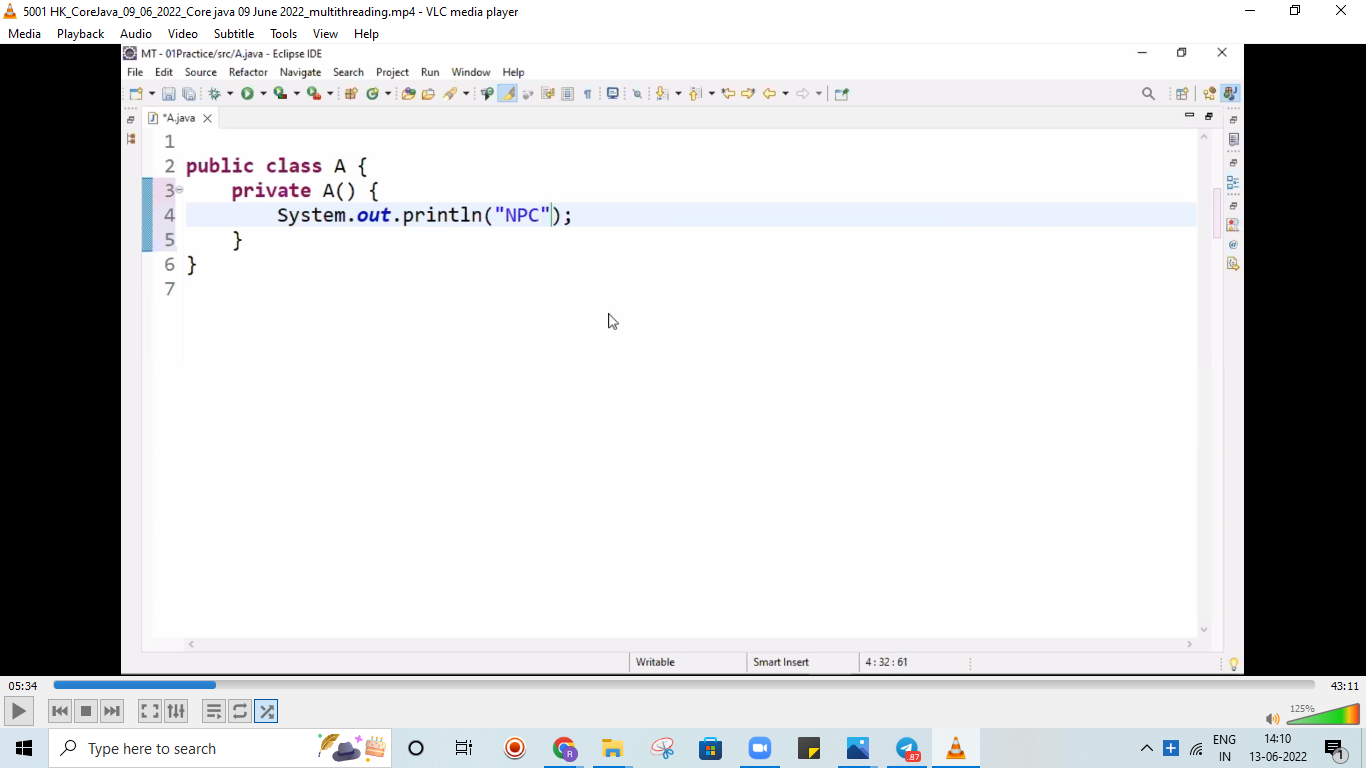 5001 HK_CoreJava_09_06_2022_Core java 09 June 2022_multithreading.mp4 - VLC media player
Media Playback Audio Video Subtitle Tools View Help
MT - 01Practice/src/A.java - Eclipse IDE
File Edit Source Refactor Navigate Search Project Run Window Help
*A.java
1
2 public class A {
3 private A() {
4 System.out.println("NPC");
5 }
6 }
7
Writable Smart Insert 4 : 32 : 61
05:34 43:11
125%
Type here to search
R
87
ENG
IN
14:10
13-06-2022
1